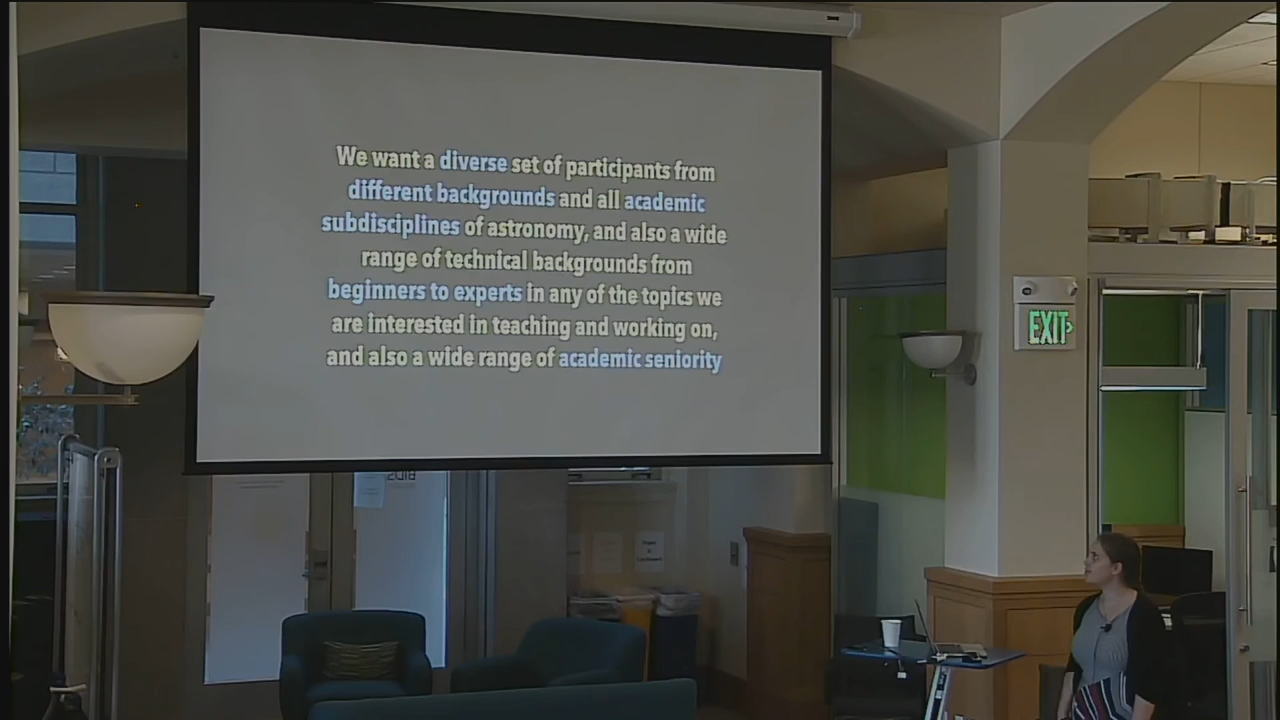 We want a diverse set of participants from
different backgrounds and all academic
subdisciplines of astronomy, and also a wide
range of technical backgrounds from
beginners to experts in any of the topics we
are interested in teaching and working on,
and also a wide range of academic seniority
EXIT